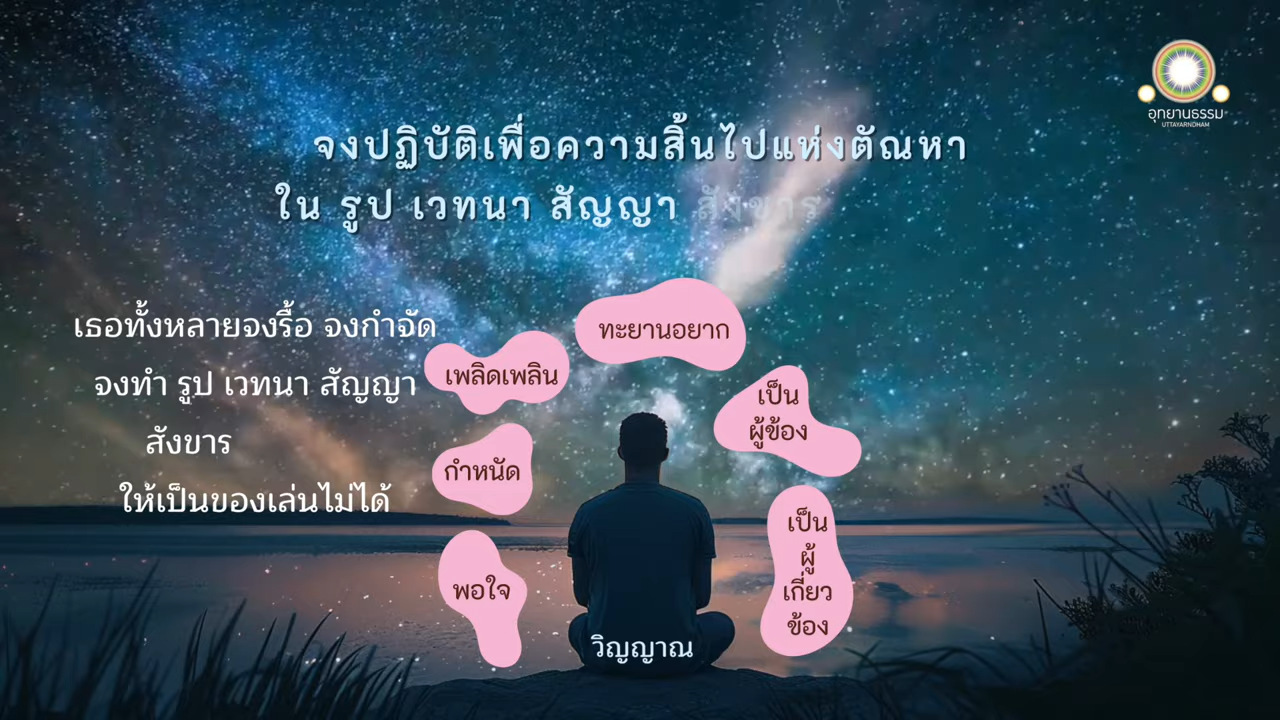 อุทยานธรรม
UTTAYARNDHAM
จงปฏิบัติเพื่อความสิ้นไปแห่งตัณหา
ใน รูป เวทนา สัญญา สังขาร
เธอทั้งหลายจงรื้อ จงกำจัด
จงทำ รูป เวทนา สัญญา
สังขาร
ให้เป็นของเล่นไม่ได้
ทะยานอยาก
เพลิดเพลิน
เป็น
ผู้ข้อง
กำหนัด
เป็น
ผู้
เกี่ยว
ข้อง
พอใจ
วิญญาณ